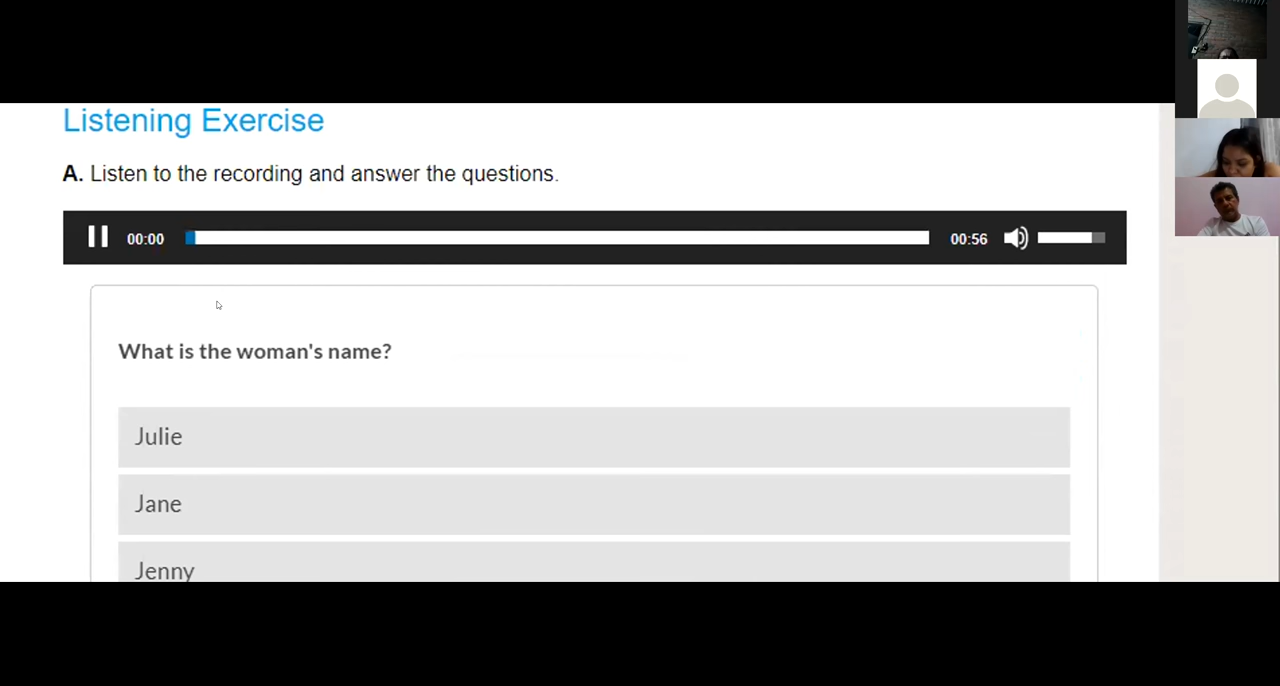 Listening Exercise
A. Listen to the recording and answer the questions.
00:00
00:56
What is the woman's name?
Julie
Jane
Jenny